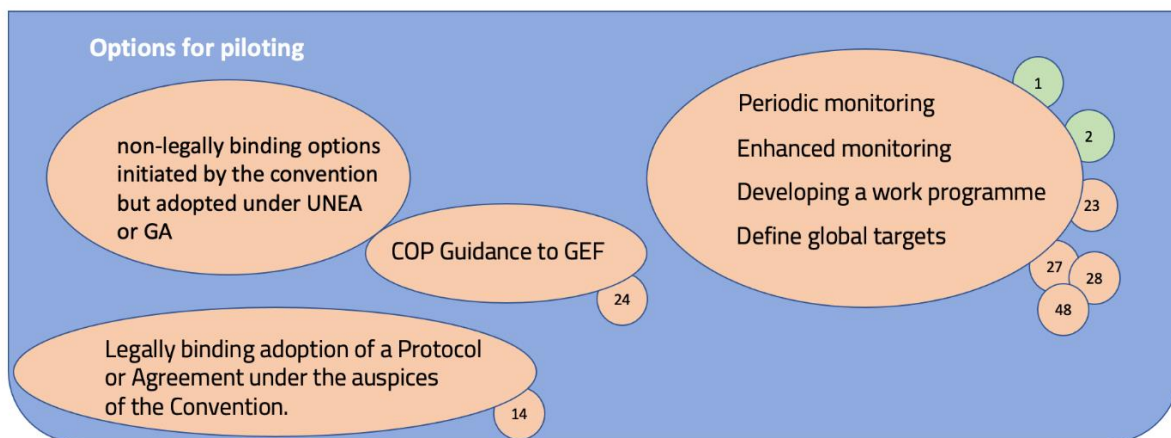 Options for piloting
non-legally binding options
initiated by the convention
but adopted under UNEA
or GA
COP Guidance to GEF
24
Legally binding adoption of a Protocol
or Agreement under the auspices
of the Convention.
14
Periodic monitoring
Enhanced monitoring
Developing a work programme
Define global targets
1
2
23
27
28
48